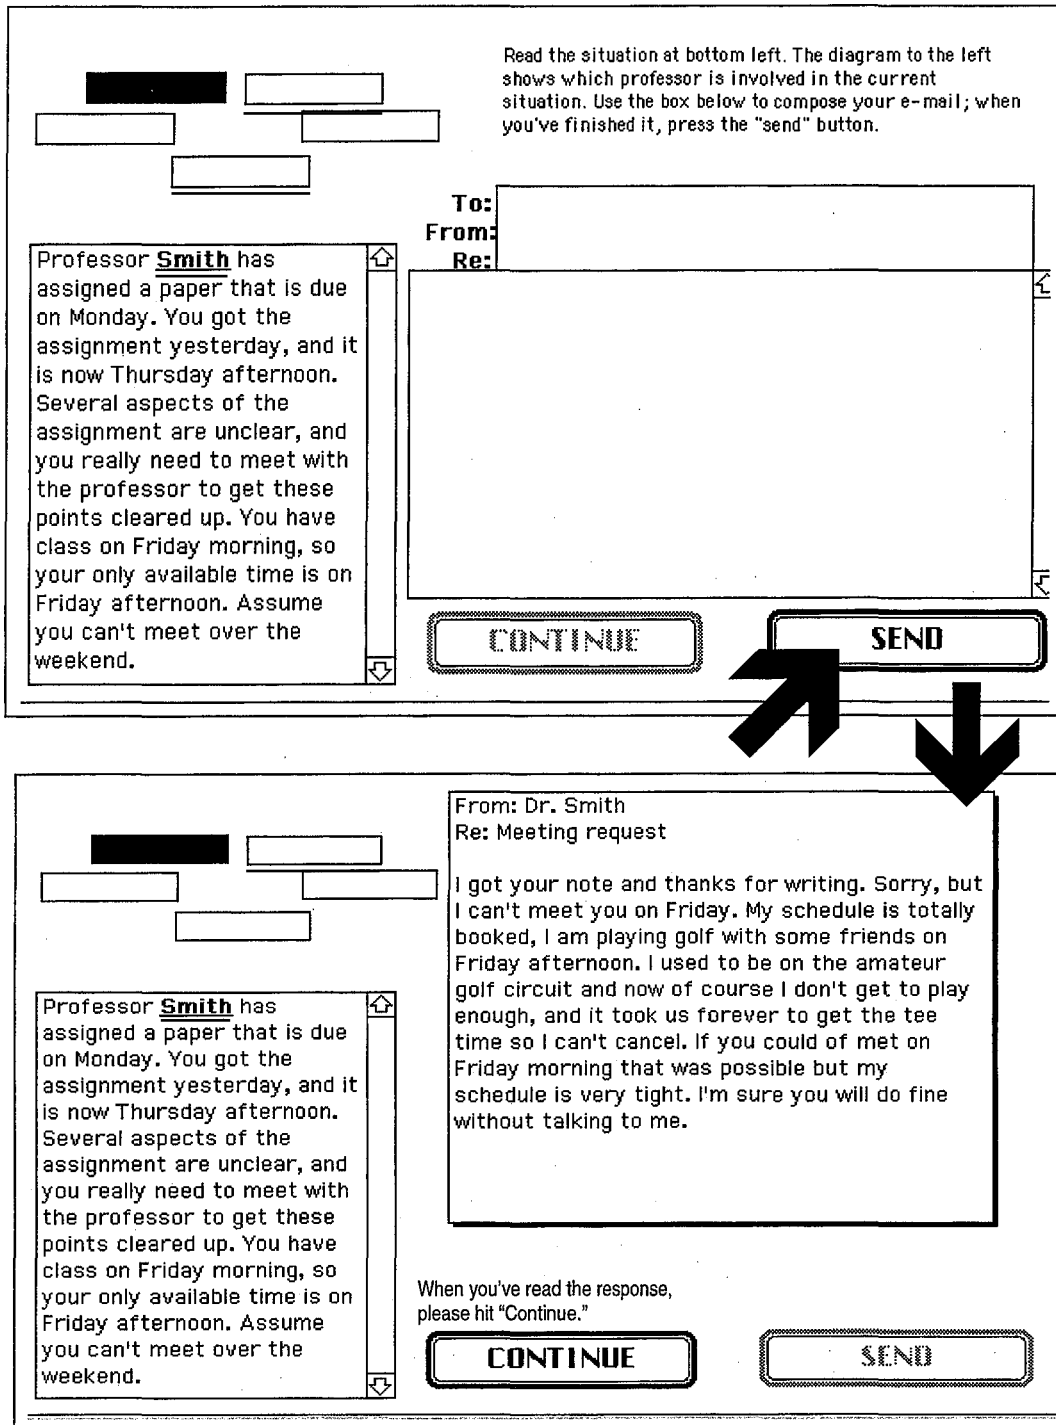 Read the situation at bottom left. The diagram to the left
shows which professor is involved in the current
situation. Use the box below to compose your e-mail; when
you've finished it, press the "send" button.
To:
From:
Re:
Professor Smith has
assigned a paper that is due
on Monday. You got the
assignment yesterday, and it
is now Thursday afternoon.
Several aspects of the
assignment are unclear, and
you really need to meet with
the professor to get these
points cleared up. You have
class on Friday morning, so
your only available time is on
Friday afternoon. Assume
you can't meet over the
weekend.
CONTINUE
SEND
From: Dr. Smith
Re: Meeting request
I got your note and thanks for writing. Sorry, but
I can't meet you on Friday. My schedule is totally
booked, I am playing golf with some friends on
Friday afternoon. I used to be on the amateur
golf circuit and now of course I don't get to play
enough, and it took us forever to get the tee
time so I can't cancel. If you could of met on
Friday morning that was possible but my
schedule is very tight. I'm sure you will do fine
without talking to me.
Professor Smith has
assigned a paper that is due
on Monday. You got the
assignment yesterday, and it
is now Thursday afternoon.
Several aspects of the
assignment are unclear, and
you really need to meet with
the professor to get these
points cleared up. You have
class on Friday morning, so
your only available time is on
Friday afternoon. Assume
you can't meet over the
weekend.
When you've read the response,
please hit "Continue."
CONTINUE
SEND